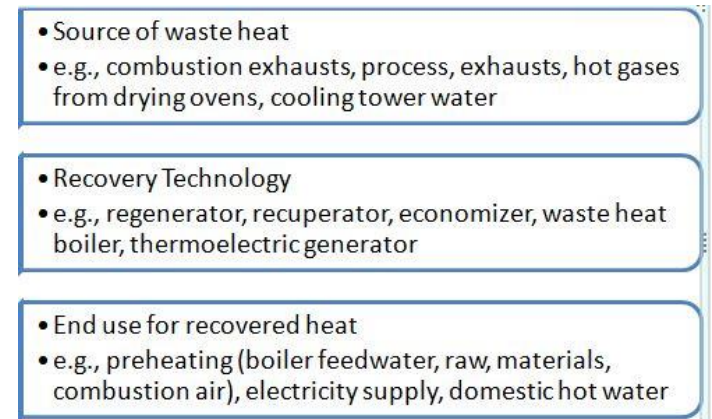 • Source of waste heat
• e.g., combustion exhausts, process, exhausts, hot gases
from drying ovens, cooling tower water
• Recovery Technology
• e.g., regenerator, recuperator, economizer, waste heat
boiler, thermoelectric generator
• End use for recovered heat
• e.g., preheating (boiler feedwater, raw, materials,
combustion air), electricity supply, domestic hot water